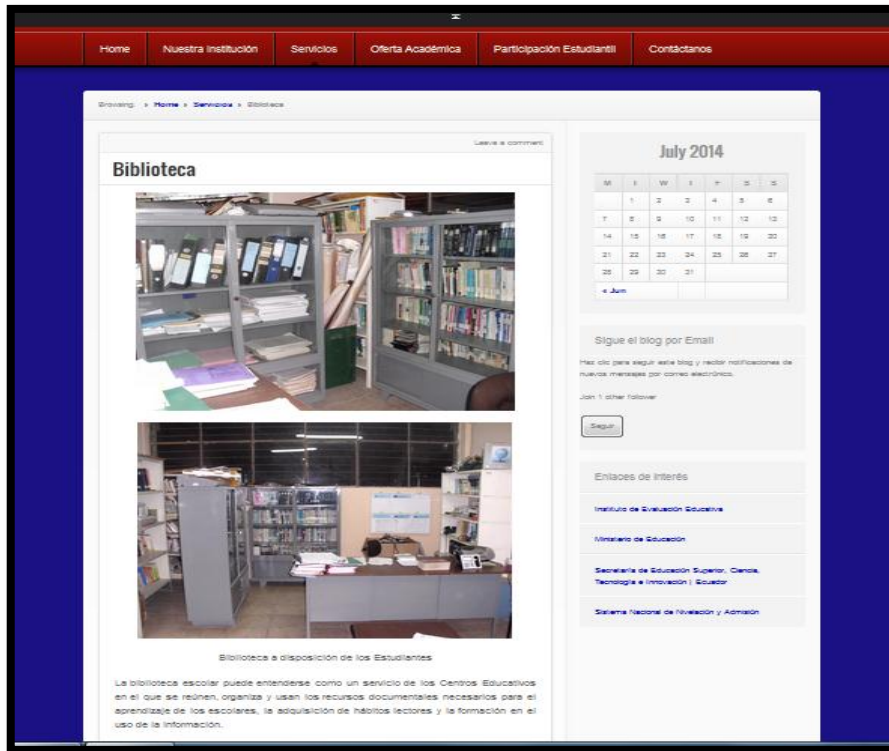 Home Nuestra Institución Servicios Oferta Académica Participación Estudiantil Contáctanos
Browsing: » Home » Servicios » Biblioteca
Leave a comment
Biblioteca
Biblioteca a disposición de los Estudiantes
La biblioteca escolar puede entenderse como un servicio de los Centros Educativos
en el que se reúnen, organiza y usan los recursos documentales necesarios para el
aprendizaje de los escolares, la adquisición de hábitos lectores y la formación en el
uso de la información.
July 2014
M T W T F S S
1 2 3 4 5 6
7 8 9 10 11 12 13
14 15 16 17 18 19 20
21 22 23 24 25 26 27
28 29 30 31
« Jun
Sigue el blog por Email
Haz clic para seguir este blog y recibir notificaciones de
nuevos mensajes por correo electrónico.
Join 1 other follower
Seguir
Enlaces de Interés
Instituto de Evaluación Educativa
Ministerio de Educación
Secretaría de Educación Superior, Ciencia,
Tecnología e Innovación | Ecuador
Sistema Nacional de Nivelación y Admisión